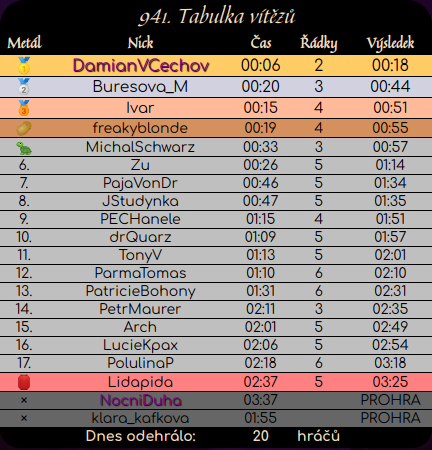 941. Tabulka vítězů
Metál Nick Čas Řádky Výsledek
DamianVCechov 00:06 2 00:18
Buresova_M 00:20 3 00:44
Ivar 00:15 4 00:51
freakyblonde 00:19 4 00:55
MichalSchwarz 00:33 3 00:57
6. Zu 00:26 5 01:14
7. PajaVonDr 00:46 5 01:34
8. JStudynka 00:47 5 01:35
9. PECHanele 01:15 4 01:51
10. drQuarz 01:09 5 01:57
11. TonyV 01:13 5 02:01
12. ParmaTomas 01:10 6 02:10
13. PatricieBohony 01:31 6 02:31
14. PetrMaurer 02:11 3 02:35
15. Arch 02:01 5 02:49
16. LucieKpax 02:06 5 02:54
17. PolulinaP 02:18 6 03:18
Lidapida 02:37 5 03:25
× NocniDuha 03:37 PROHRA
× klara_kafkova 01:55 PROHRA
Dnes odehrálo: 20 hráčů